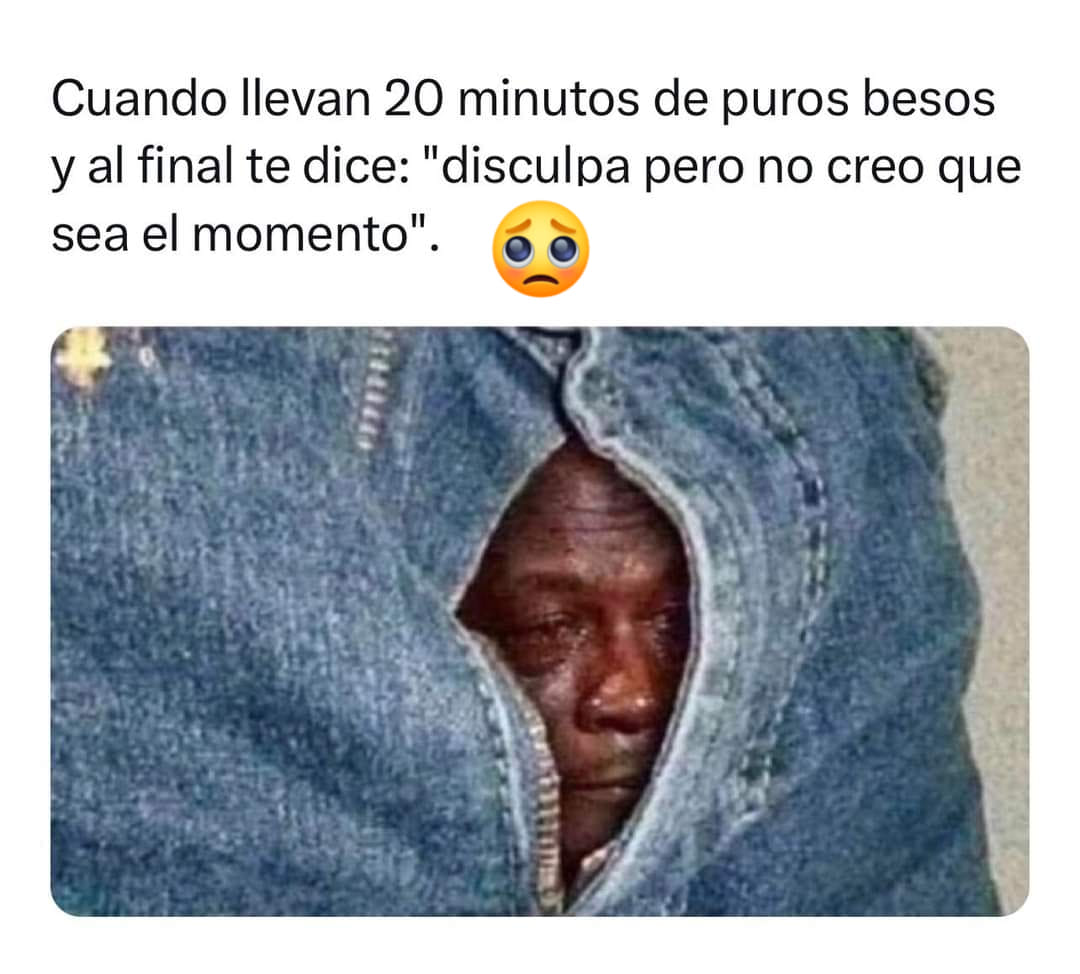 Cuando llevan 20 minutos de puros besos
y al final te dice: "disculpa pero no creo que
sea el momento". 🥺